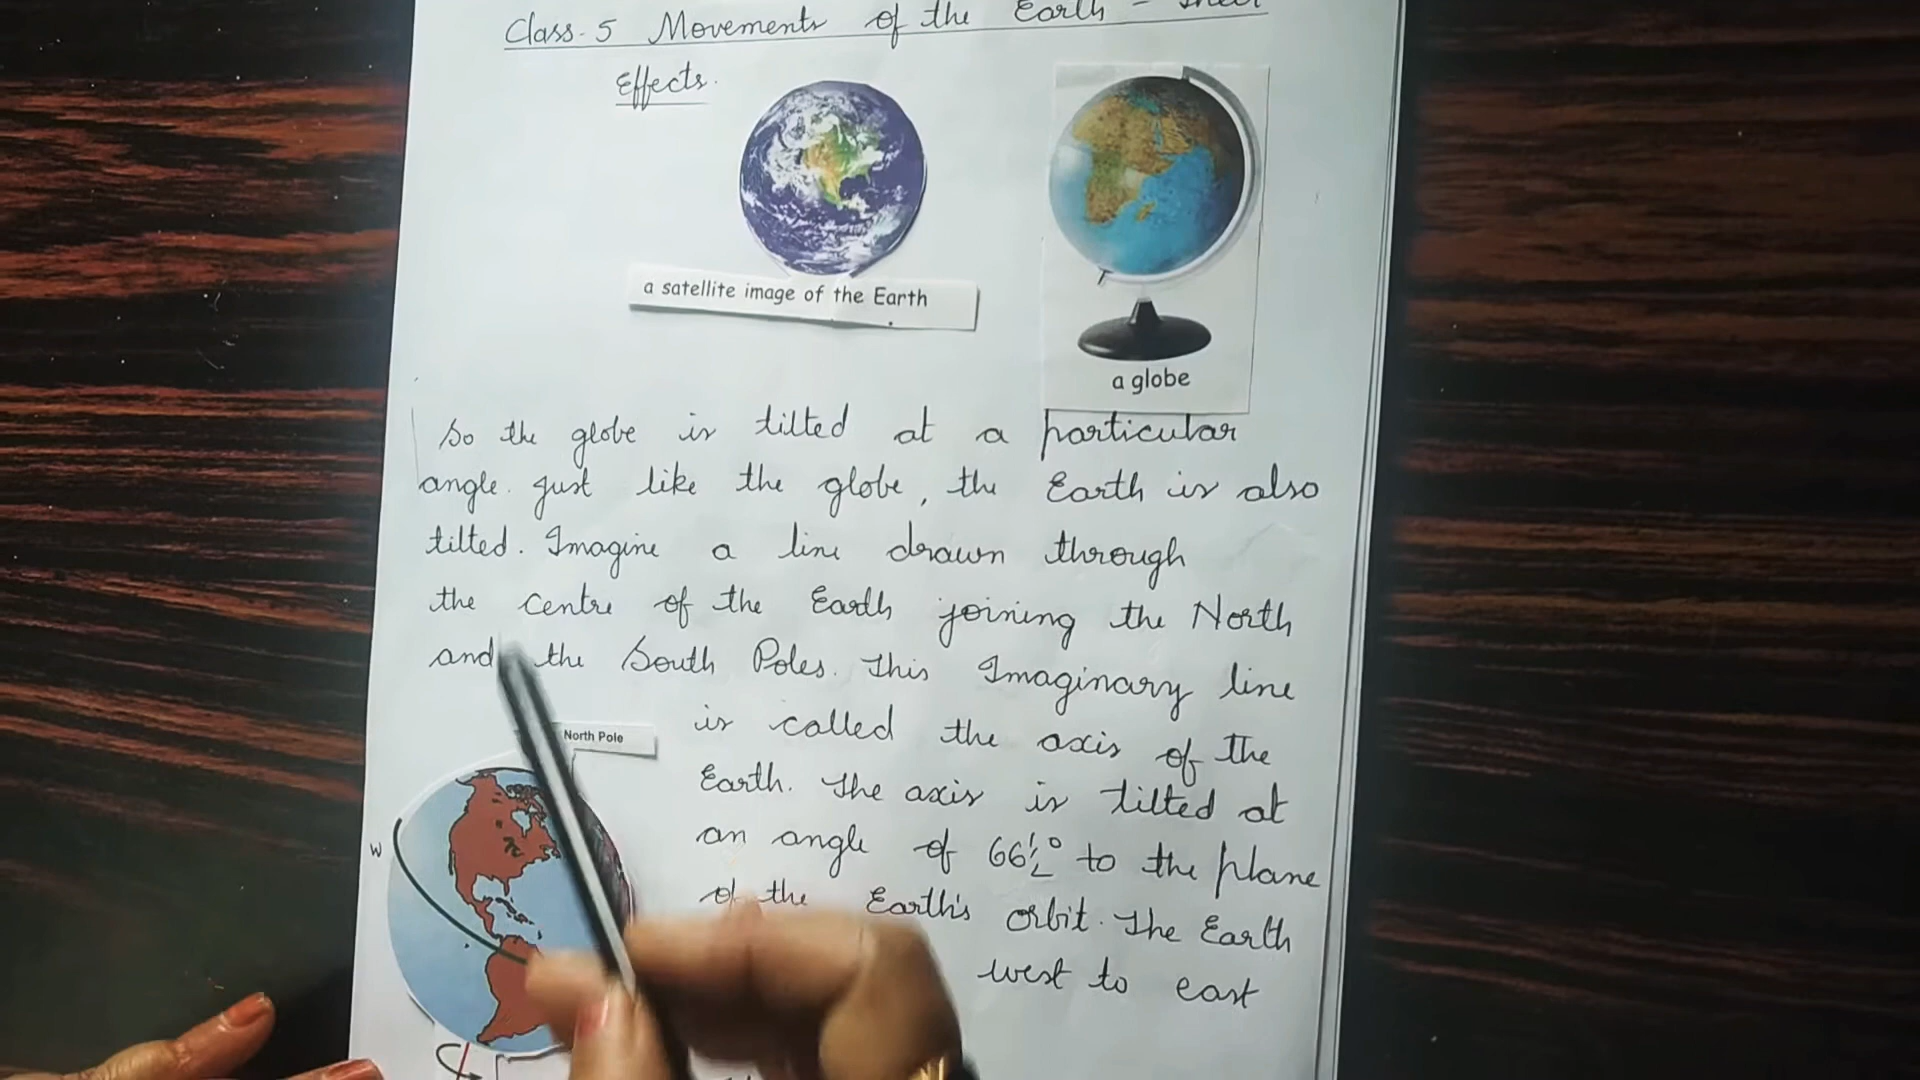 Class-5 Movements of the Earth - Their
Effects.
a satellite image of the Earth
a globe
So the globe is tilted at a particular
angle. Just like the globe, the Earth is also
tilted. Imagine a line drawn through
the centre of the Earth joining the North
and the South Poles. This Imaginary line
is called the axis of the
Earth. The axis is tilted at
an angle of 66½° to the plane
of the Earth's orbit. The Earth
west to east
North Pole
W